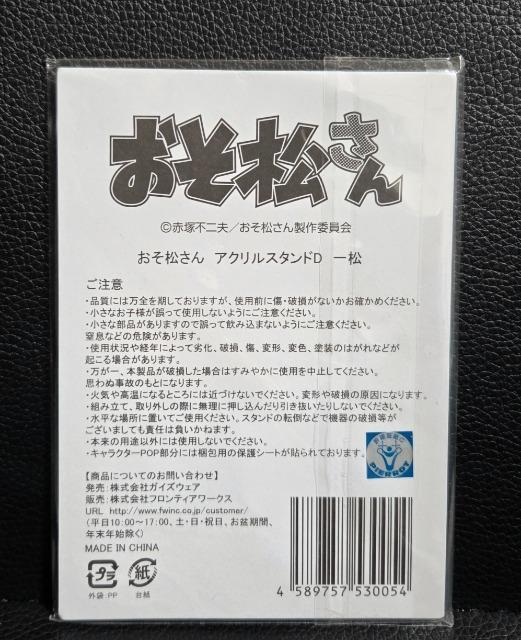 おそ松さん
©赤塚不二夫/おそ松さん製作委員会
おそ松さん アクリルスタンドD 一松
ご注意
・品質には万全を期しておりますが、使用前に傷・破損がないかお確かめください。
・小さなお子様が誤って使用しないようにご注意ください。
・小さな部品がありますので誤って飲み込まないようにご注意ください。
窒息などの危険があります。
・使用状況や経年によって劣化、破損、傷、変形、変色、塗装のはがれなどが
起こる場合があります。
・万が一、本製品が破損した場合はすみやかに使用を中止してください。
思わぬ事故のもとになります。
・火気や高温になるところには近づけないでください。変形や破損の原因になります。
・組み立て、取り外しの際に無理に押し込んだり引き抜いたりしないでください。
・水平な場所に置いてご使用ください。スタンドの転倒などで機器の破損等が
ございましても責任は負いかねます。
・本来の用途以外には使用しないでください。
・キャラクターPOP部分には梱包用の保護シートが貼られております。
PIERROT
【商品についてのお問い合わせ】
発売:株式会社ガイズウェア
販売:株式会社フロンティアワークス
URL http://www.fwinc.co.jp/customer/
(平日10:00〜17:00、土・日・祝日、お盆期間、
年末年始除く)
MADE IN CHINA
プラ 紙
外袋:PP 台紙
4 589757 530054